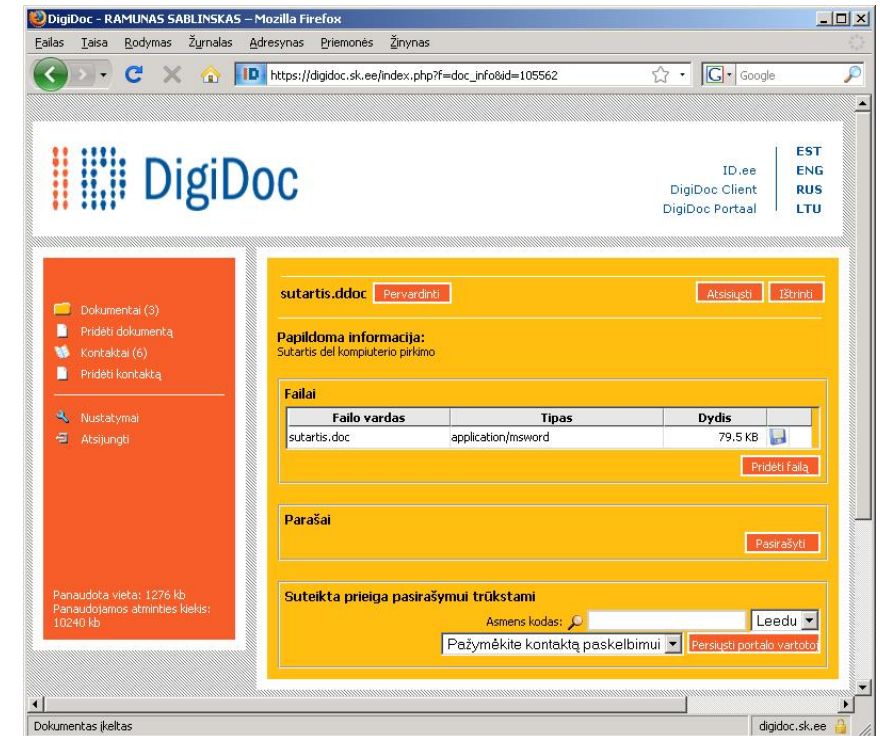 DigiDoc - RAMUNAS SABLINSKAS – Mozilla Firefox
Failas Taisa Rodymas Žurnalas Adresynas Priemonės Žinynas
ID https://digidoc.sk.ee/index.php?f=doc_info&id=105562 G Google
DigiDoc
ID.ee
DigiDoc Client
DigiDoc Portaal
EST
ENG
RUS
LTU
Dokumentai (3)
Pridėti dokumentą
Kontaktai (6)
Pridėti kontaktą
Nustatymai
Atsijungti
Panaudota vieta: 1276 kb
Panaudojamos atminties kiekis:
10240 kb
sutartis.ddoc Pervardinti Atsisiųsti Ištrinti
Papildoma informacija:
Sutartis del kompiuterio pirkimo
Failai
Failo vardas Tipas Dydis
sutartis.doc application/msword 79.5 KB
Pridėti failą
Parašai
Pasirašyti
Suteikta prieiga pasirašymui trūkstami
Asmens kodas: Leedu
Pažymėkite kontaktą paskelbimui Persiųsti portalo vartotoj
Dokumentas įkeltas digidoc.sk.ee